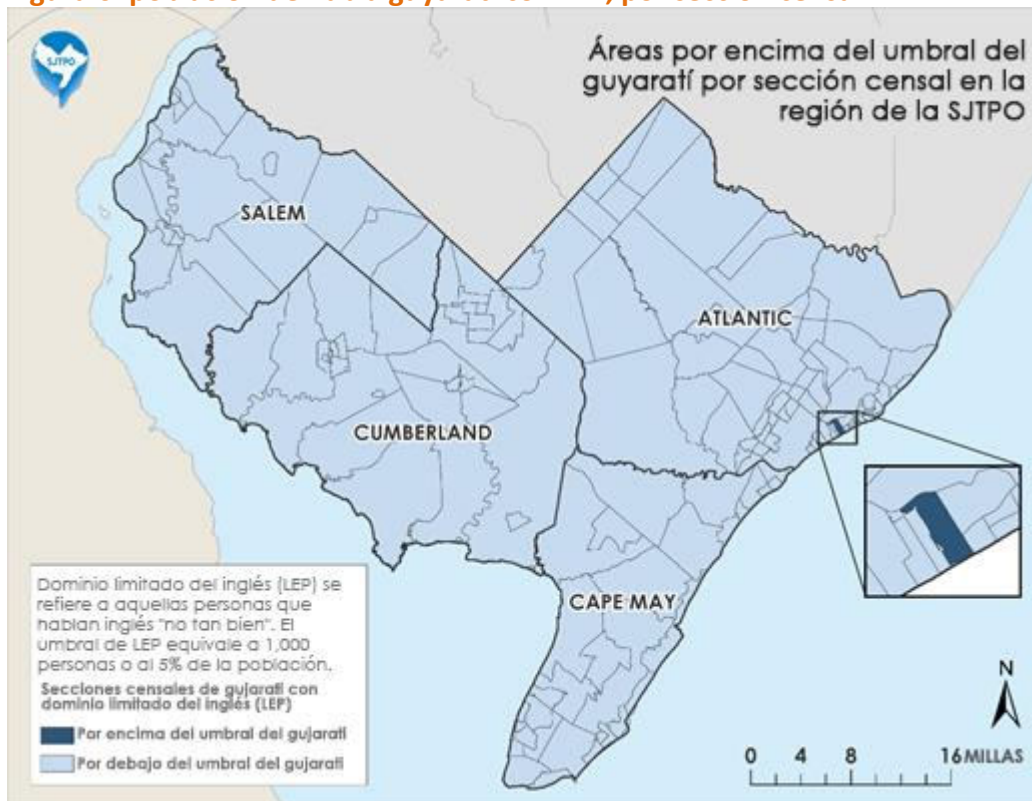 SJTPO
Áreas por encima del umbral del
guyaratí por sección censal en la
región de la SJTPO
SALEM
ATLANTIC
CUMBERLAND
CAPE MAY
Dominio limitado del inglés (LEP) se
refiere a aquellas personas que
hablan inglés "no tan bien". El
umbral de LEP equivale a 1,000
personas o al 5% de la población.
Secciones censales de gujarati con
dominio limitado del inglés (LEP)
Por encima del umbral del gujarati
Por debajo del umbral del gujarati
N
0 4 8 16 MILLAS